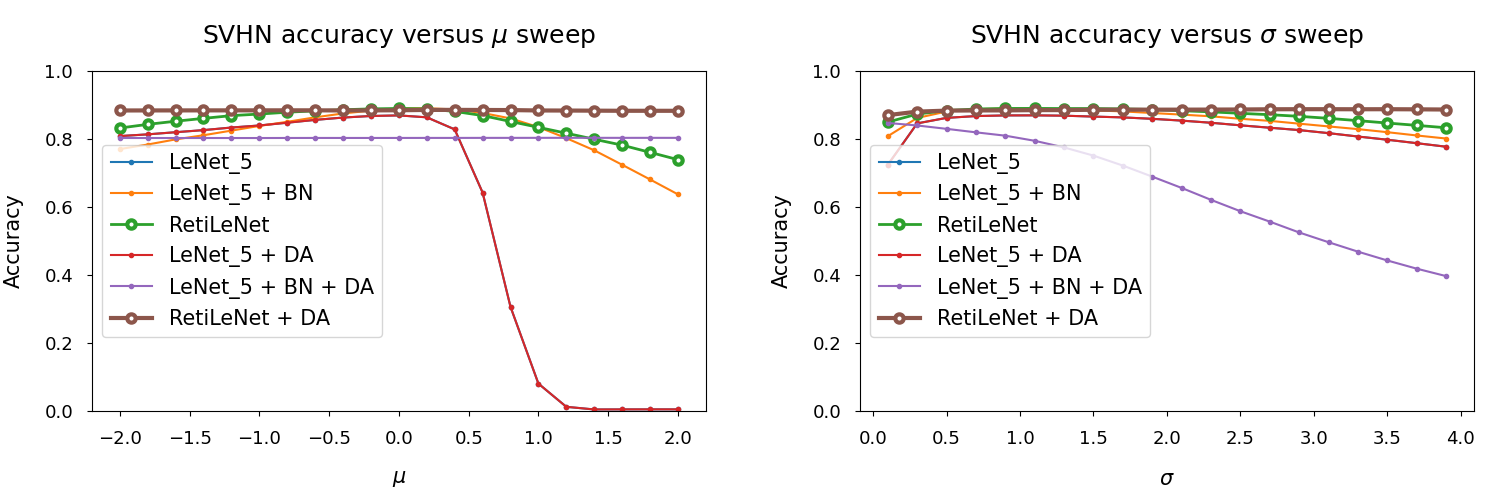 SVHN accuracy versus μ sweep
1.0
0.8
0.6
0.4
0.2
0.0
Accuracy
LeNet_5
LeNet_5 + BN
RetiLeNet
LeNet_5 + DA
LeNet_5 + BN + DA
RetiLeNet + DA
−2.0 −1.5 −1.0 −0.5 0.0 0.5 1.0 1.5 2.0
μ
SVHN accuracy versus σ sweep
1.0
0.8
0.6
0.4
0.2
0.0
Accuracy
LeNet_5
LeNet_5 + BN
RetiLeNet
LeNet_5 + DA
LeNet_5 + BN + DA
RetiLeNet + DA
0.0 0.5 1.0 1.5 2.0 2.5 3.0 3.5 4.0
σ